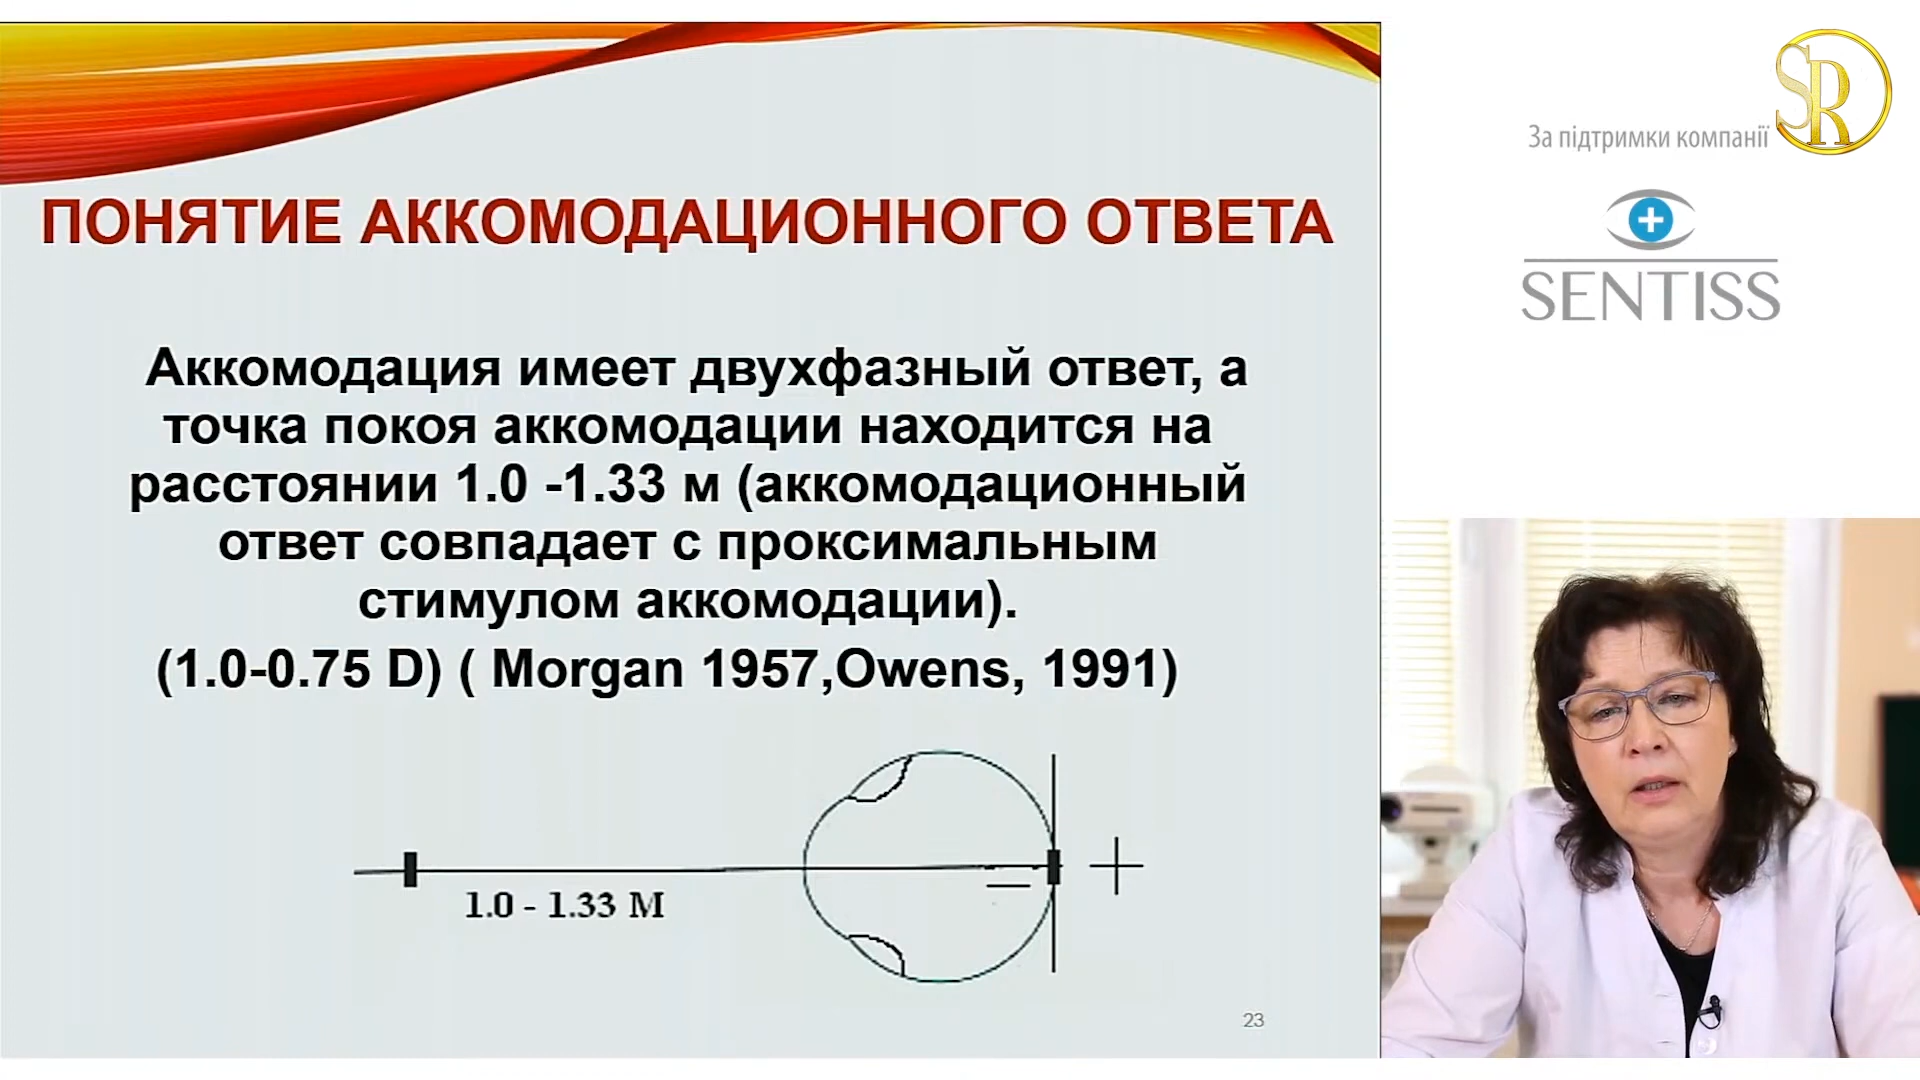 ПОНЯТИЕ АККОМОДАЦИОННОГО ОТВЕТА
Аккомодация имеет двухфазный ответ, а
точка покоя аккомодации находится на
расстоянии 1.0 -1.33 м (аккомодационный
ответ совпадает с проксимальным
стимулом аккомодации).
(1.0-0.75 D) ( Morgan 1957,Owens, 1991)
1.0 - 1.33 М
23
За підтримки компанії
SR
SENTISS